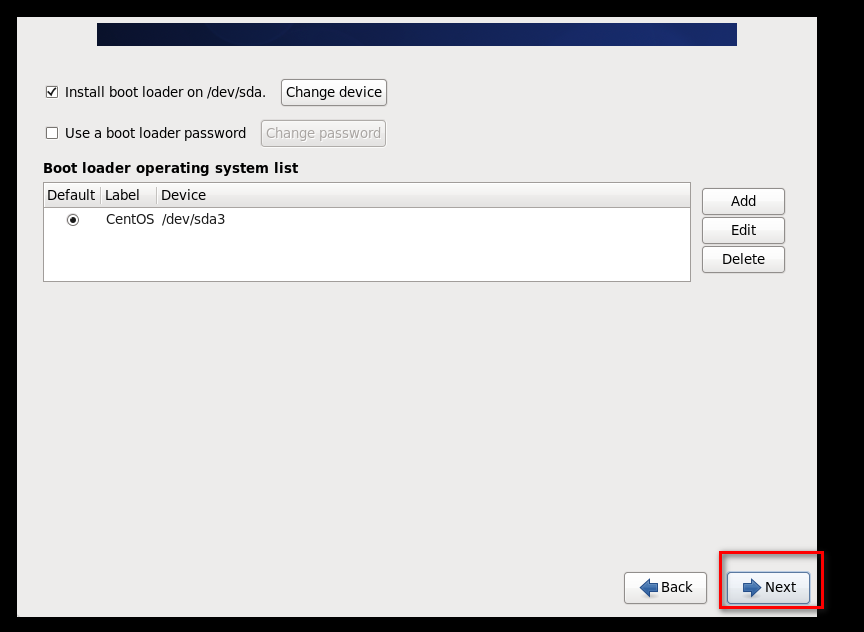 Install boot loader on /dev/sda. Change device
Use a boot loader password Change password
Boot loader operating system list
Default Label Device
CentOS /dev/sda3
Add
Edit
Delete
Back Next